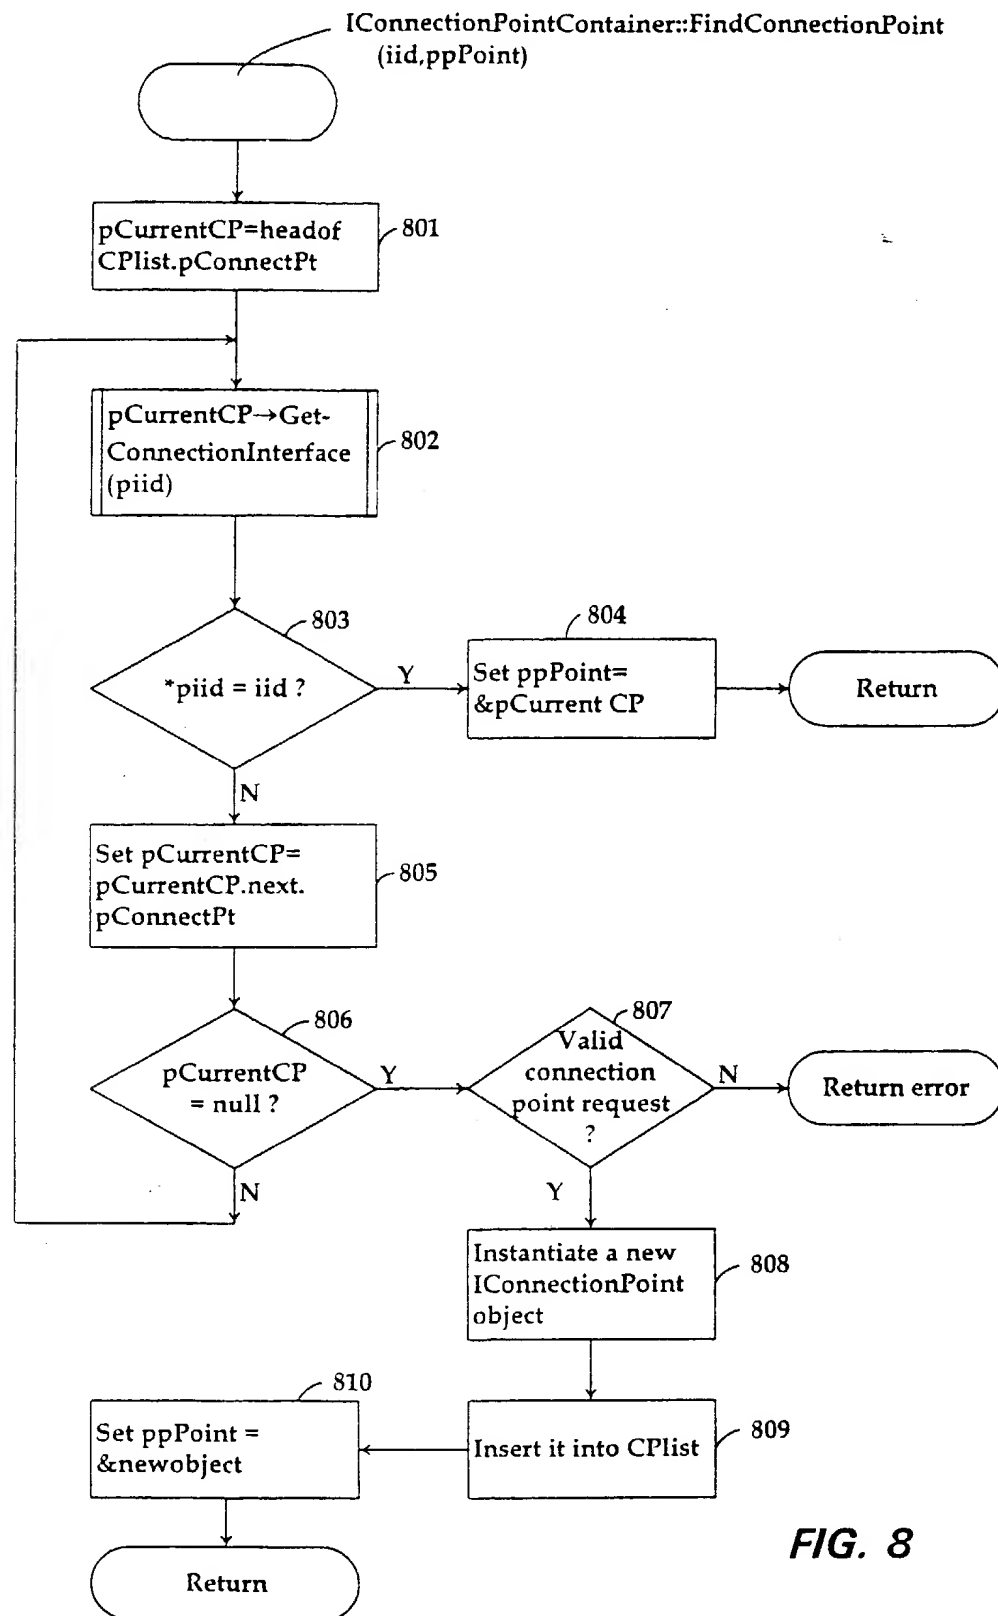 IConnectionPointContainer::FindConnectionPoint
(iid,ppPoint)
pCurrentCP=headof
CPlist.pConnectPt
801
pCurrentCP→Get-
ConnectionInterface
(piid)
802
803
*piid = iid ?
Y
N
804
Set ppPoint=
&pCurrent CP
Return
Set pCurrentCP=
pCurrentCP.next.
pConnectPt
805
806
pCurrentCP
= null ?
Y
N
807
Valid
connection
point request
?
N
Y
Return error
Instantiate a new
IConnectionPoint
object
808
Insert it into CPlist
809
810
Set ppPoint =
&newobject
Return
FIG. 8